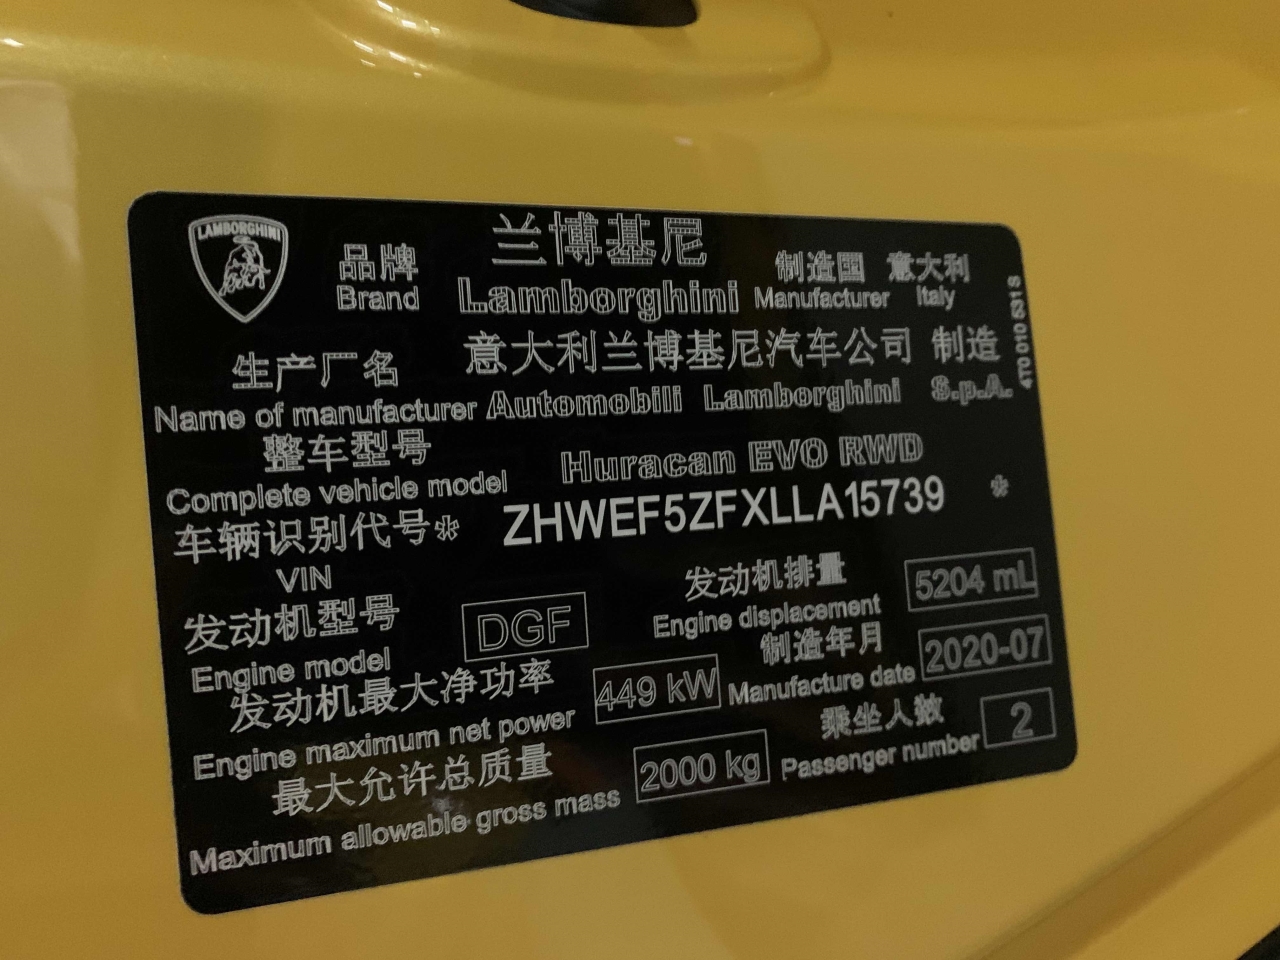 LAMBORGHINI
品牌 兰博基尼 制造国 意大利
Brand Lamborghini Manufacturer Italy
生产厂名 意大利兰博基尼汽车公司 制造
Name of manufacturer Automobili Lamborghini S.p.A.
整车型号
Complete vehicle model Huracan EVO RWD
车辆识别代号* ZHWEF5ZFXLLA15739 *
VIN
发动机型号 DGF 发动机排量 5204 mL
Engine model Engine displacement
发动机最大净功率 449 kW 制造年月 2020-07
Engine maximum net power Manufacture date
最大允许总质量 2000 kg 乘坐人数 2
Maximum allowable gross mass Passenger number
4T0 010 531 S